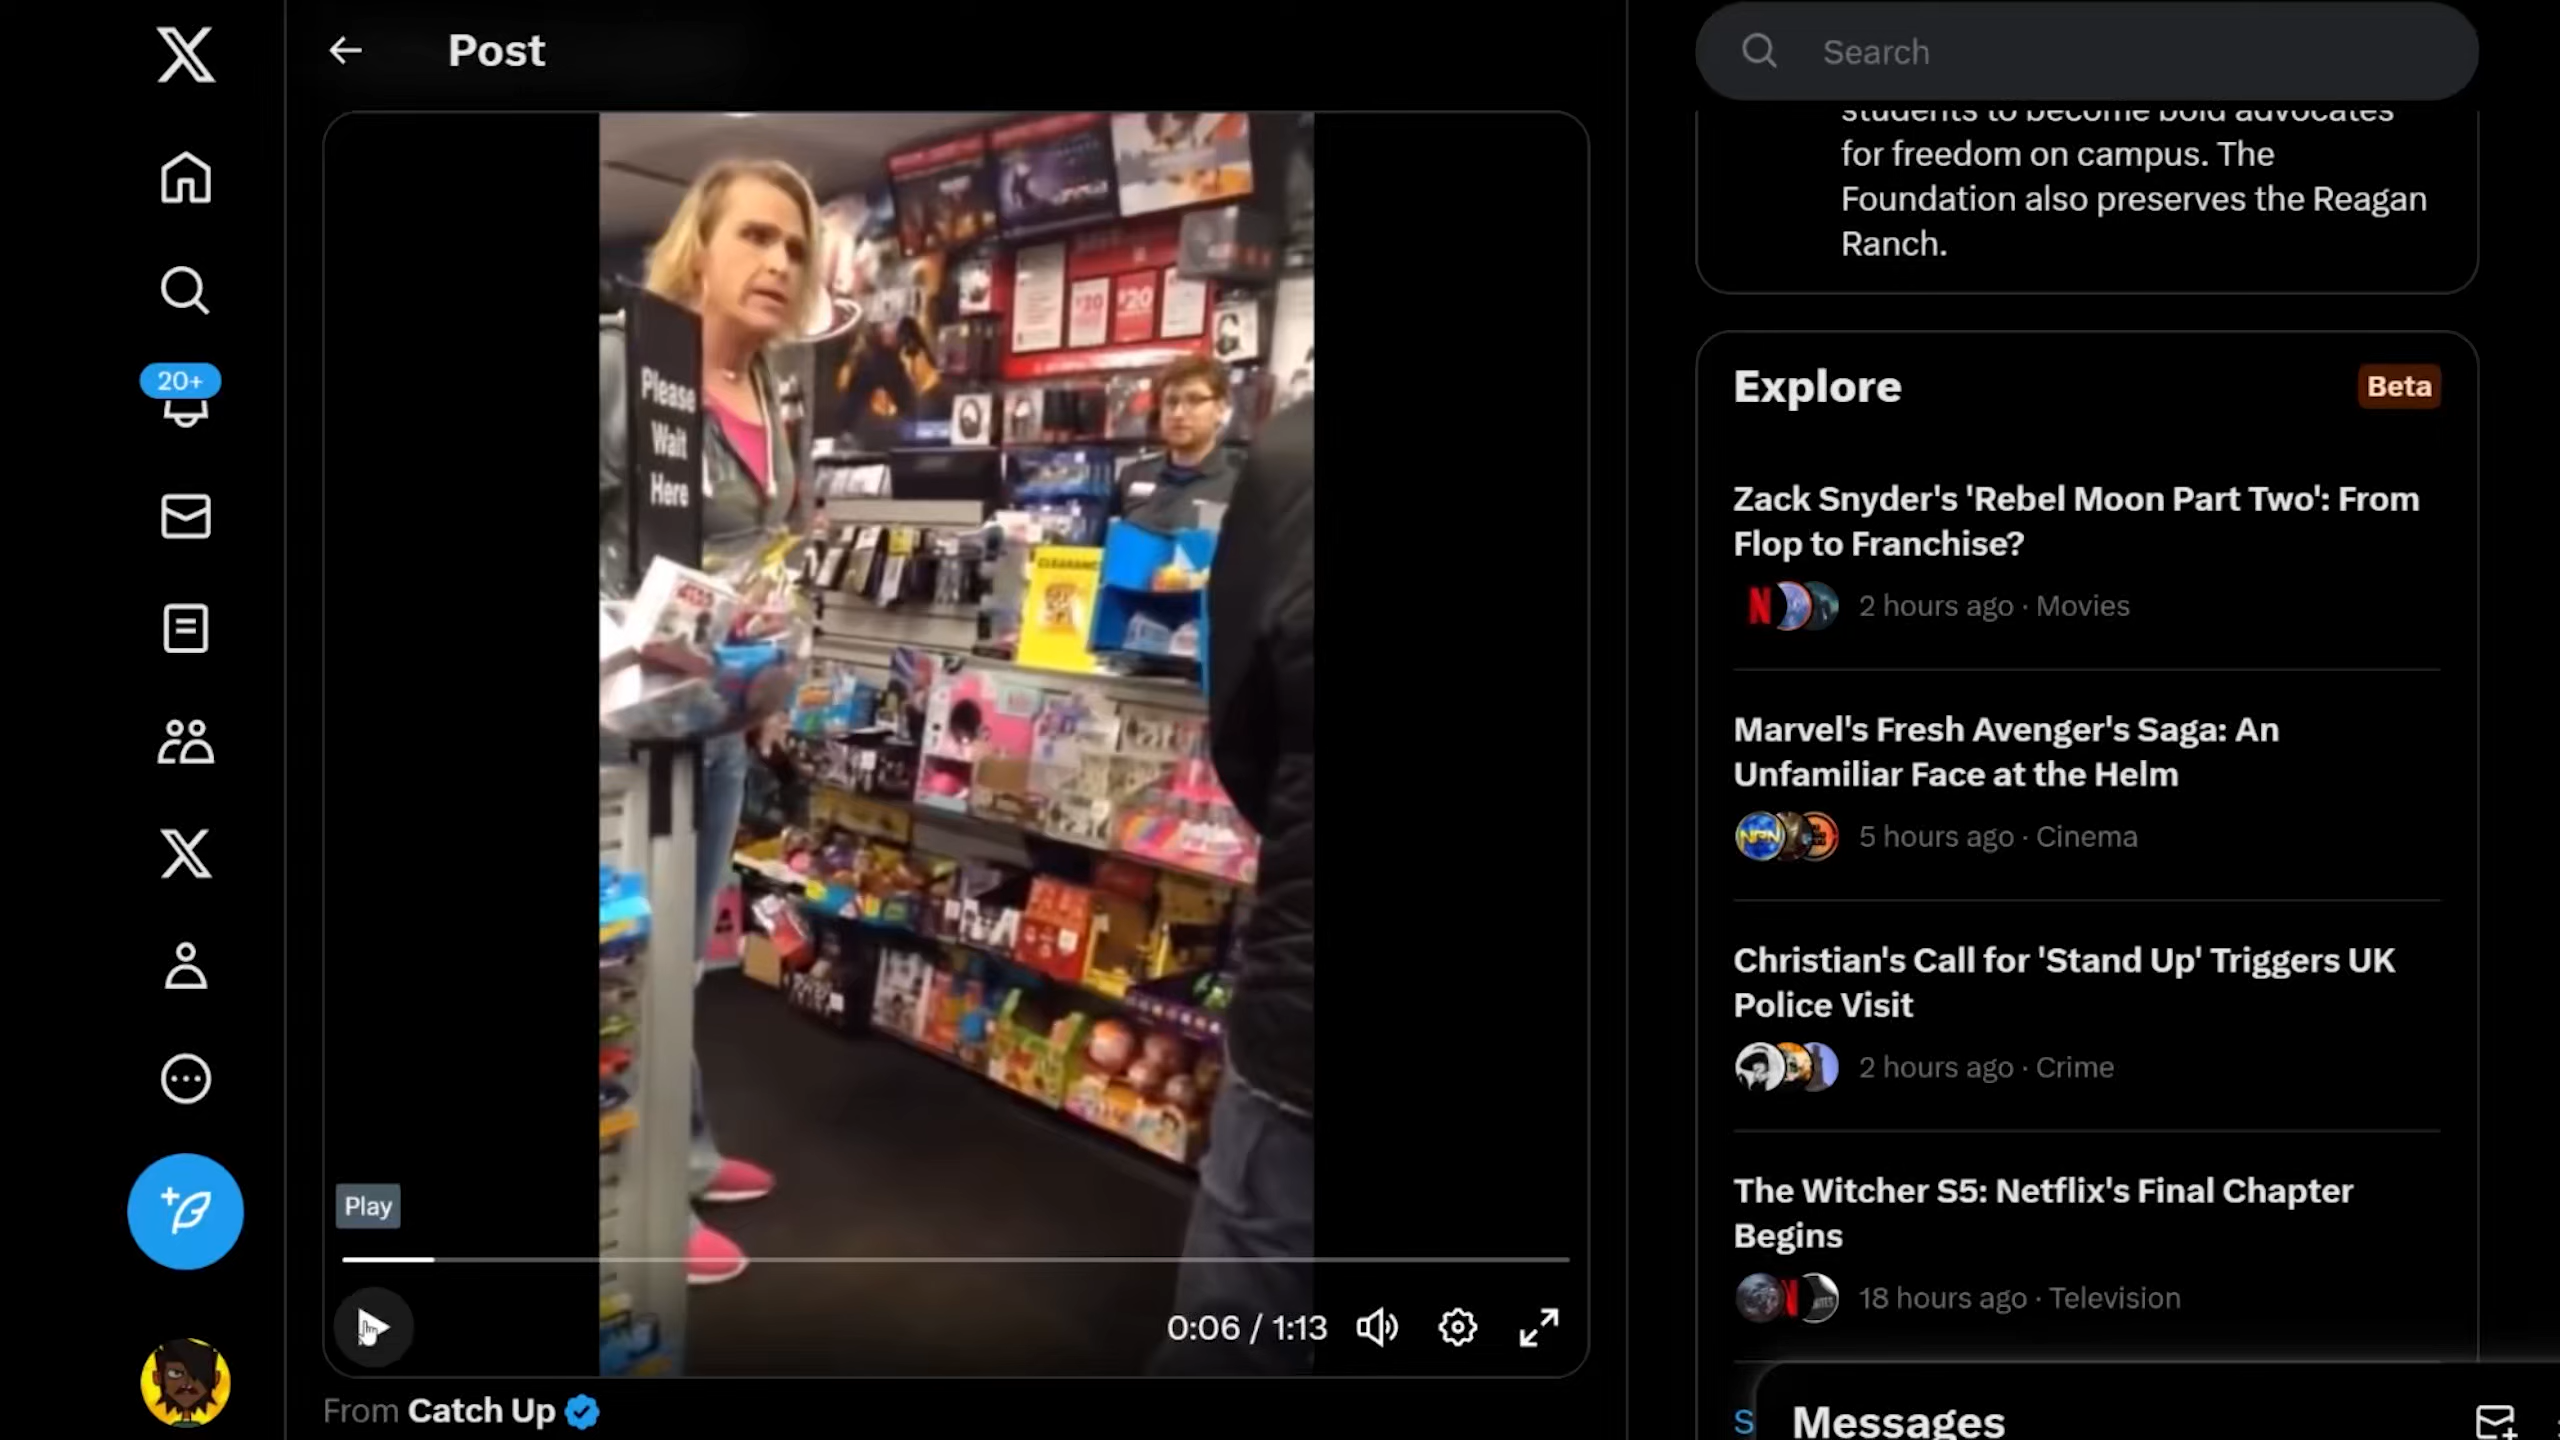 Post
Search
20+
students to become bold advocates
for freedom on campus. The
Foundation also preserves the Reagan
Ranch.
Please
Wait
Here
$20
CLEARANCE
Explore
Beta
Zack Snyder's 'Rebel Moon Part Two': From
Flop to Franchise?
2 hours ago · Movies
Marvel's Fresh Avenger's Saga: An
Unfamiliar Face at the Helm
5 hours ago · Cinema
Christian's Call for 'Stand Up' Triggers UK
Police Visit
2 hours ago · Crime
The Witcher S5: Netflix's Final Chapter
Begins
18 hours ago · Television
Play
0:06 / 1:13
From Catch Up
S
Messages